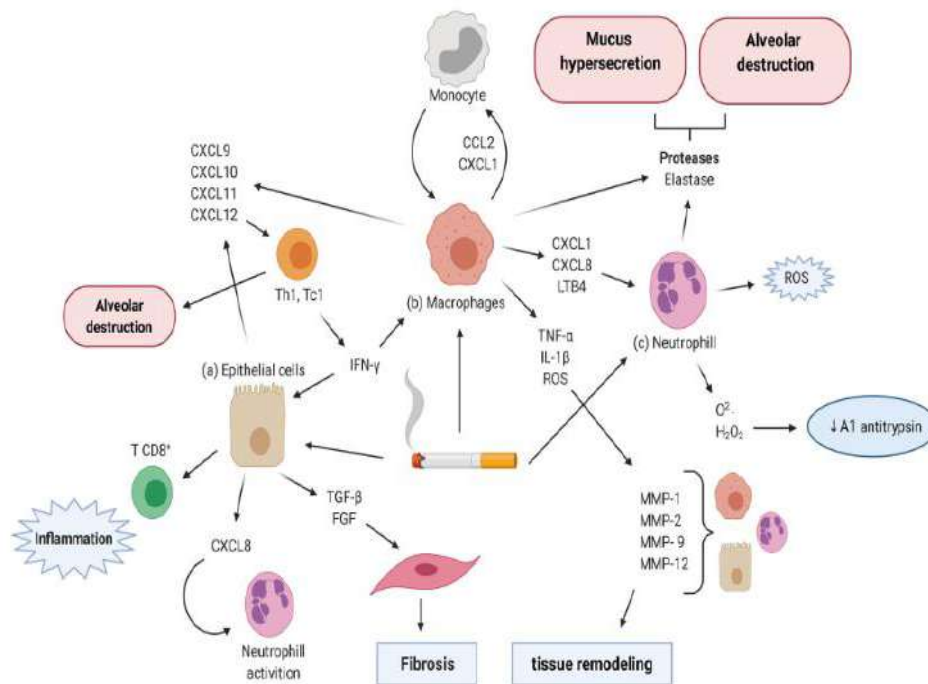 Mucus
hypersecretion
Alveolar
destruction
Monocyte
CCL2
CXCL1
CXCL9
CXCL10
CXCL11
CXCL12
Proteases
Elastase
Th1, Tc1
(b) Macrophages
CXCL1
CXCL8
LTB4
ROS
(c) Neutrophill
Alveolar
destruction
(a) Epithelial cells
IFN-γ
TNF-α
IL-1β
ROS
O²-
H₂O₂
↓A1 antitrypsin
T CD8⁺
Inflammation
TGF-β
FGF
CXCL8
MMP-1
MMP-2
MMP- 9
MMP-12
Neutrophill
activition
Fibrosis
tissue remodeling